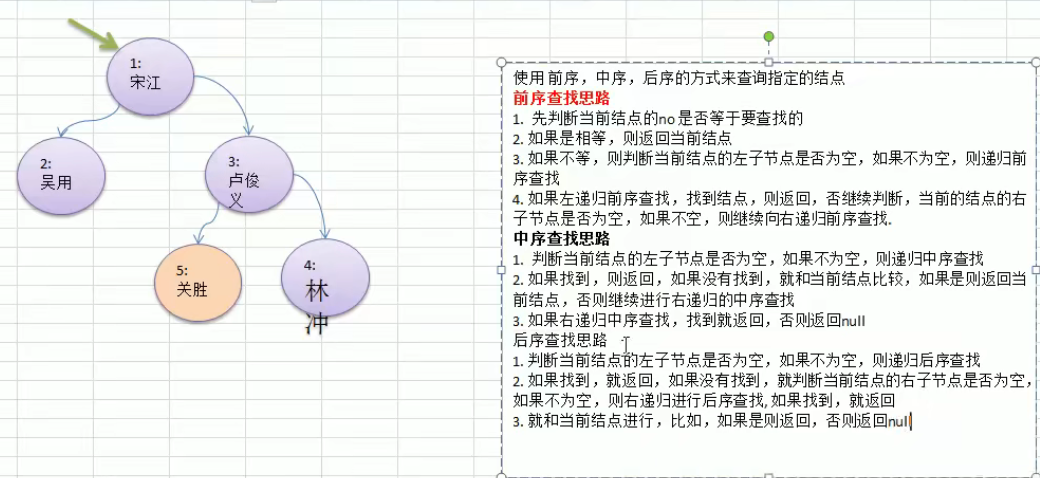 1:
宋江
2:
吴用
3:
卢俊
义
5:
关胜
4:
林
冲
使用前序，中序，后序的方式来查询指定的结点
前序查找思路
1. 先判断当前结点的no是否等于要查找的
2. 如果是相等，则返回当前结点
3. 如果不等，则判断当前结点的左子节点是否为空，如果不为空，则递归前
序查找
4. 如果左递归前序查找，找到结点，则返回，否继续判断，当前的结点的右
子节点是否为空，如果不空，则继续向右递归前序查找.
中序查找思路
1. 判断当前结点的左子节点是否为空，如果不为空，则递归中序查找
2. 如果找到，则返回，如果没有找到，就和当前结点比较，如果是则返回当
前结点，否则继续进行右递归的中序查找
3. 如果右递归中序查找，找到就返回，否则返回null
后序查找思路
1. 判断当前结点的左子节点是否为空，如果不为空，则递归后序查找
2. 如果找到，就返回，如果没有找到，就判断当前结点的右子节点是否为空，
如果不为空，则右递归进行后序查找,如果找到，就返回
3. 就和当前结点进行，比如，如果是则返回，否则返回null